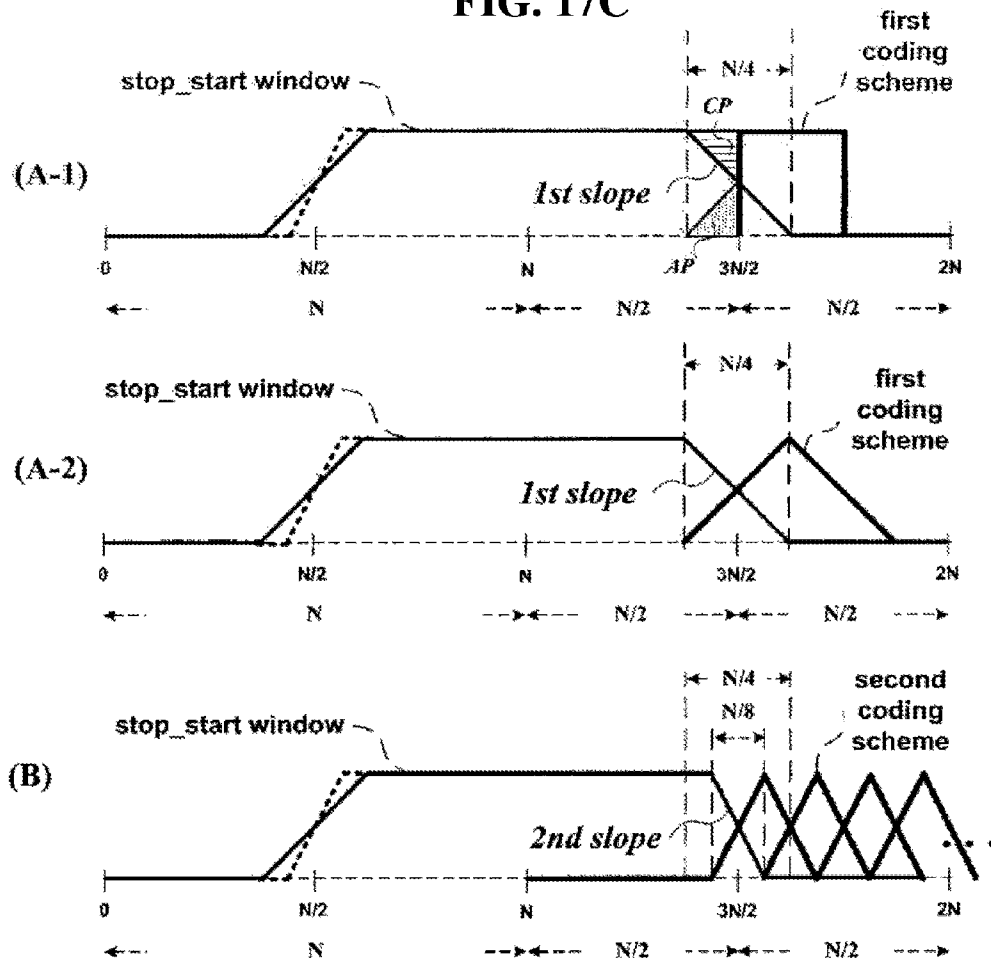 FIG. 17C
first
coding
scheme
stop_start window
N/4
CP
(A-1)
1st slope
AP
0 N/2 N 3N/2 2N
N N/2 N/2
N/4
stop_start window
first
coding
scheme
(A-2)
1st slope
0 N/2 N 3N/2 2N
N N/2 N/2
N/4
N/8
second
coding
scheme
stop_start window
(B)
2nd slope
0 N/2 N 3N/2 2N
N N/2 N/2